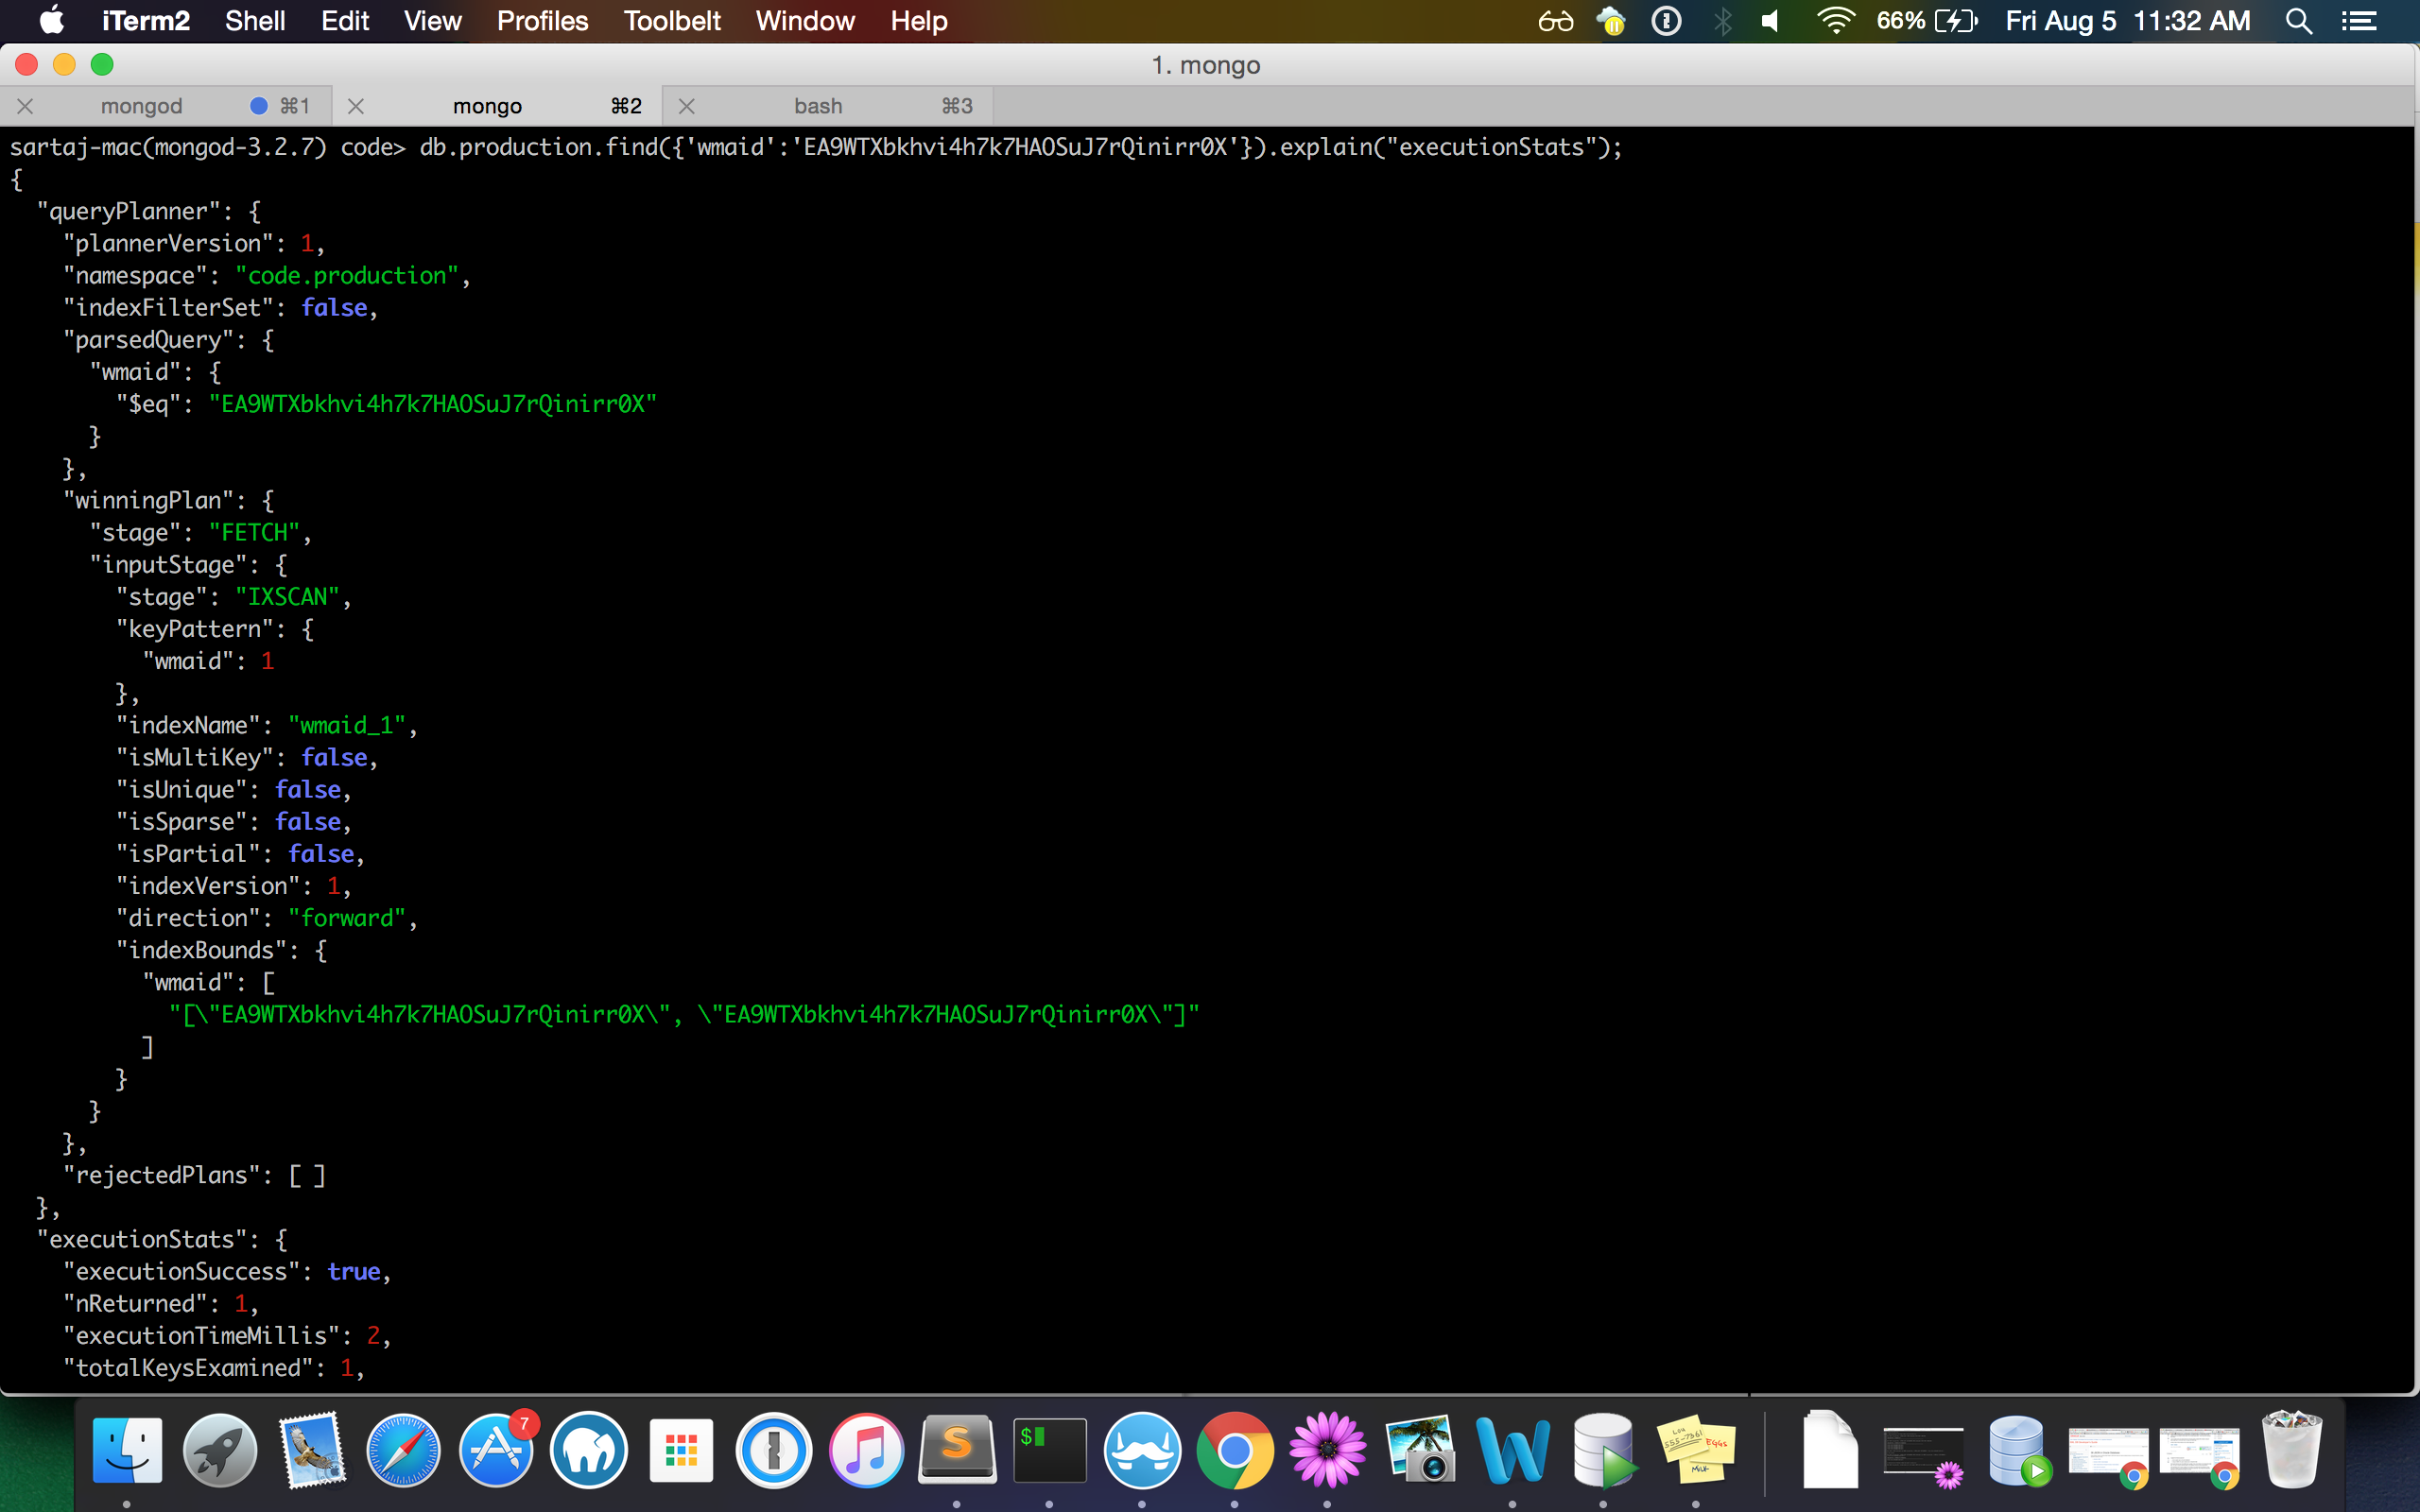 iTerm2 Shell Edit View Profiles Toolbelt Window Help 66% Fri Aug 5 11:32 AM
1. mongo
mongod ⌘1 mongo ⌘2 bash ⌘3
sartaj-mac(mongod-3.2.7) code> db.production.find({'wmaid':'EA9WTXbkhvi4h7k7HAOSuJ7rQinirr0X'}).explain("executionStats");
{
  "queryPlanner": {
    "plannerVersion": 1,
    "namespace": "code.production",
    "indexFilterSet": false,
    "parsedQuery": {
      "wmaid": {
        "$eq": "EA9WTXbkhvi4h7k7HAOSuJ7rQinirr0X"
      }
    },
    "winningPlan": {
      "stage": "FETCH",
      "inputStage": {
        "stage": "IXSCAN",
        "keyPattern": {
          "wmaid": 1
        },
        "indexName": "wmaid_1",
        "isMultiKey": false,
        "isUnique": false,
        "isSparse": false,
        "isPartial": false,
        "indexVersion": 1,
        "direction": "forward",
        "indexBounds": {
          "wmaid": [
            "[\"EA9WTXbkhvi4h7k7HAOSuJ7rQinirr0X\", \"EA9WTXbkhvi4h7k7HAOSuJ7rQinirr0X\"]"
          ]
        }
      }
    },
    "rejectedPlans": [ ]
  },
  "executionStats": {
    "executionSuccess": true,
    "nReturned": 1,
    "executionTimeMillis": 2,
    "totalKeysExamined": 1,
7
S
$
EGGS
MILK